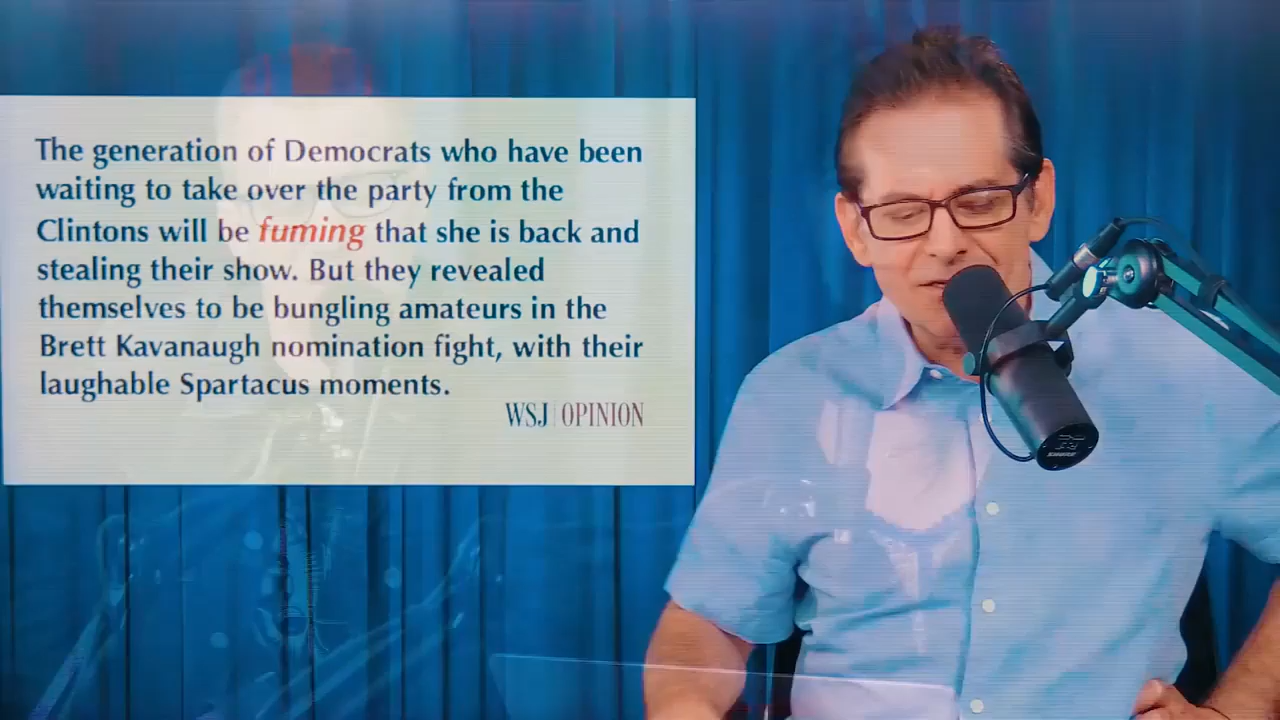 The generation of Democrats who have been
waiting to take over the party from the
Clintons will be fuming that she is back and
stealing their show. But they revealed
themselves to be bungling amateurs in the
Brett Kavanaugh nomination fight, with their
laughable Spartacus moments.
WSJ | OPINION
SHURE